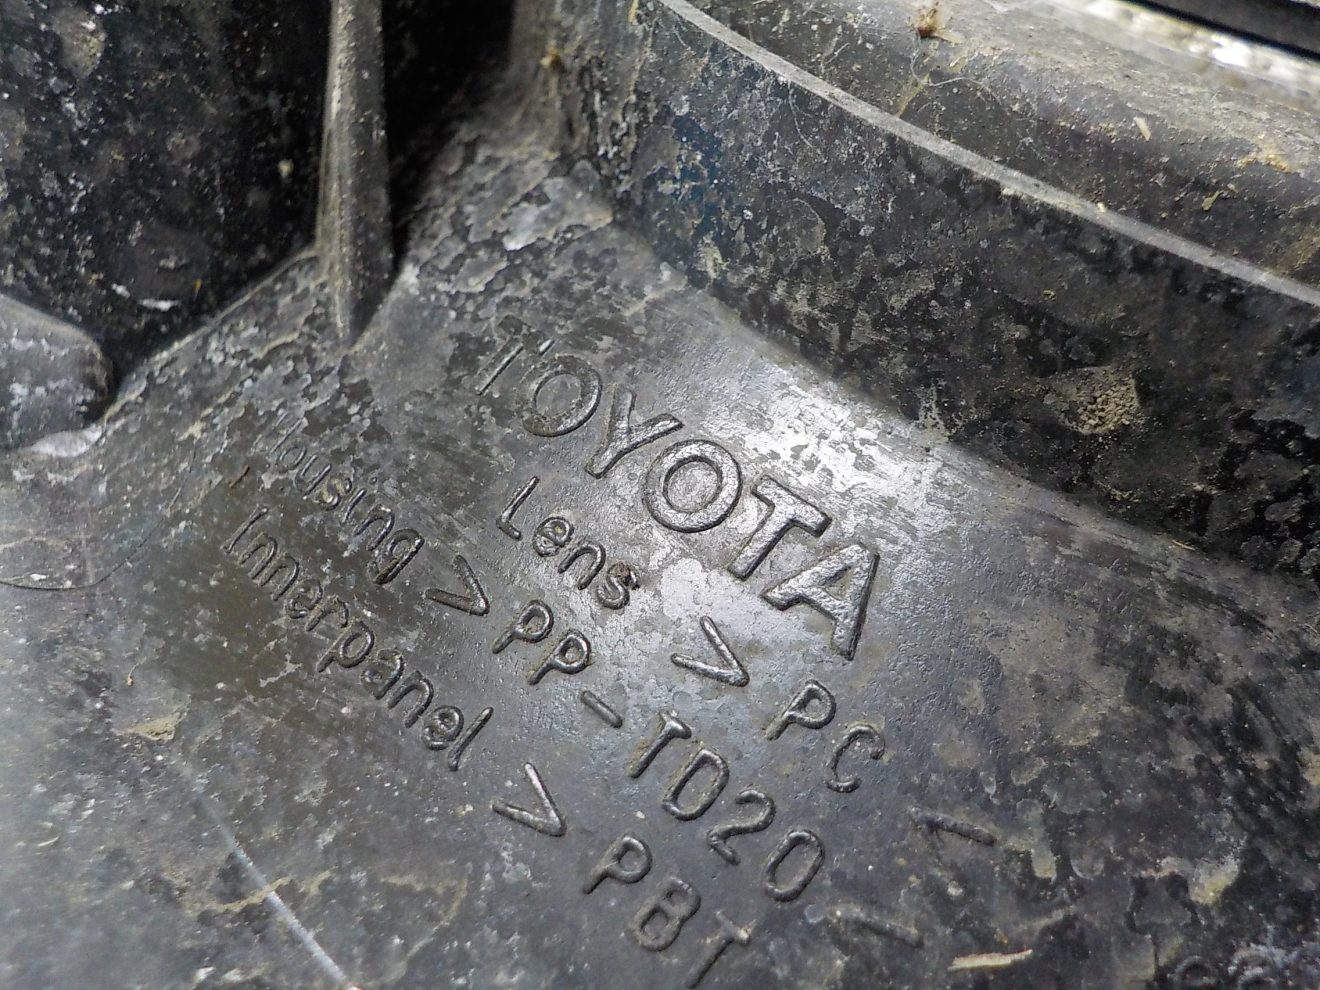 TOYOTA
Lens >PC<
Housing >PP-TD20<
Innerpanel >PBT